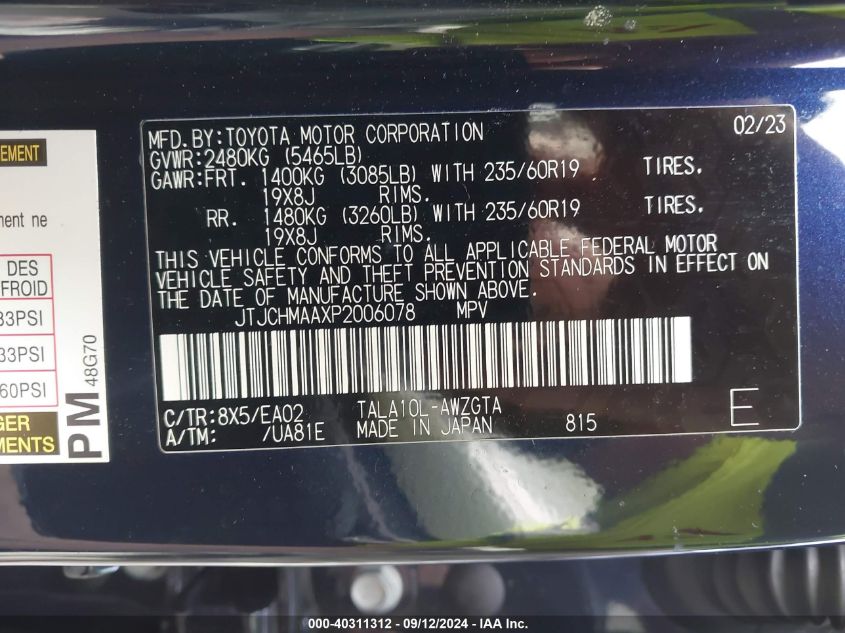 MFD.BY:TOYOTA MOTOR CORPORATION 02/23
GVWR:2480KG (5465LB)
GAWR:FRT. 1400KG (3085LB) WITH 235/60R19 TIRES.
19X8J RIMS.
RR. 1480KG (3260LB) WITH 235/60R19 TIRES.
19X8J RIMS.
THIS VEHICLE CONFORMS TO ALL APPLICABLE FEDERAL MOTOR
VEHICLE SAFETY AND THEFT PREVENTION STANDARDS IN EFFECT ON
THE DATE OF MANUFACTURE SHOWN ABOVE.
JTJCHMAAXP2006078 MPV
C/TR:8X5/EA02 TALA10L-AWZGTA
A/TM: /UA81E MADE IN JAPAN 815 E
EMENT
ment ne
DES
FROID
33PSI
33PSI
60PSI
GER
MENTS
PM 48G70
000-40311312 - 09/12/2024 - IAA Inc.